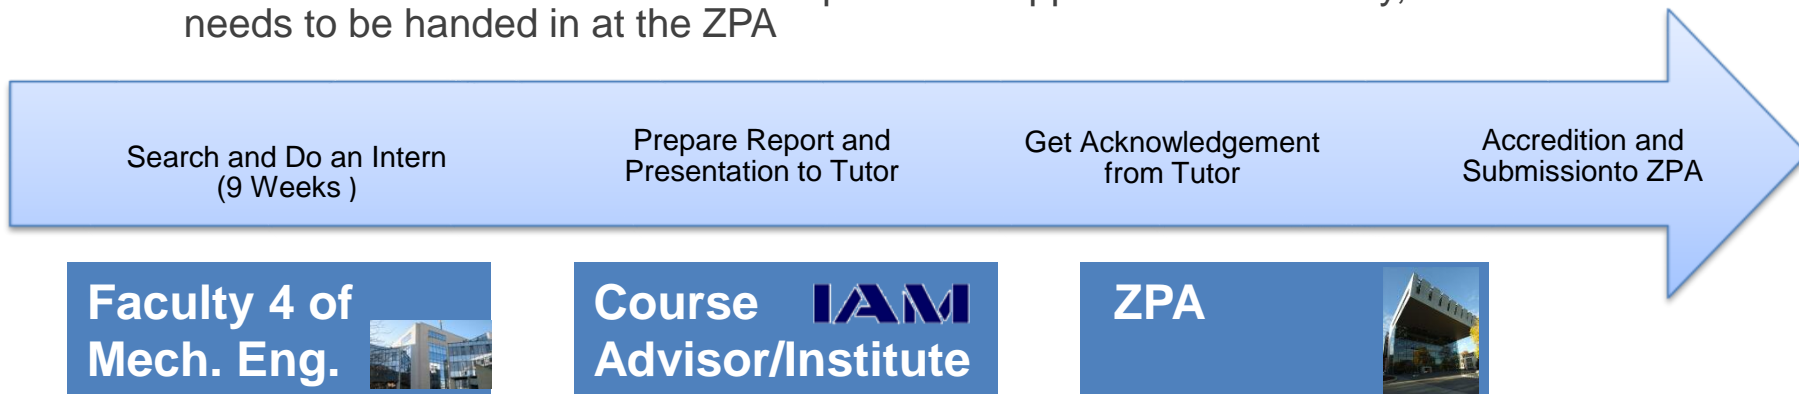 needs to be handed in at the ZPA
Search and Do an Intern
(9 Weeks )
Prepare Report and
Presentation to Tutor
Get Acknowledgement
from Tutor
Accredition and
Submissionto ZPA
Faculty 4 of
Mech. Eng.
Course IAM
Advisor/Institute
ZPA